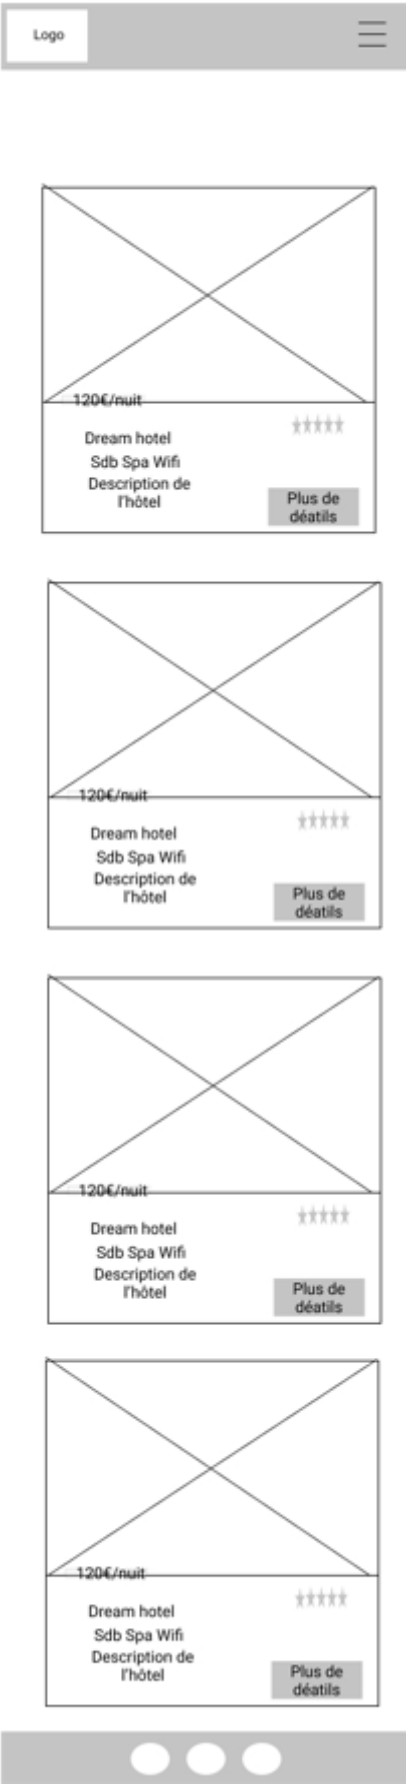 Logo
120€/nuit
Dream hotel
Sdb Spa Wifi
Description de
l'hôtel
Plus de
déatils
120€/nuit
Dream hotel
Sdb Spa Wifi
Description de
l'hôtel
Plus de
déatils
120€/nuit
Dream hotel
Sdb Spa Wifi
Description de
l'hôtel
Plus de
déatils
120€/nuit
Dream hotel
Sdb Spa Wifi
Description de
l'hôtel
Plus de
déatils